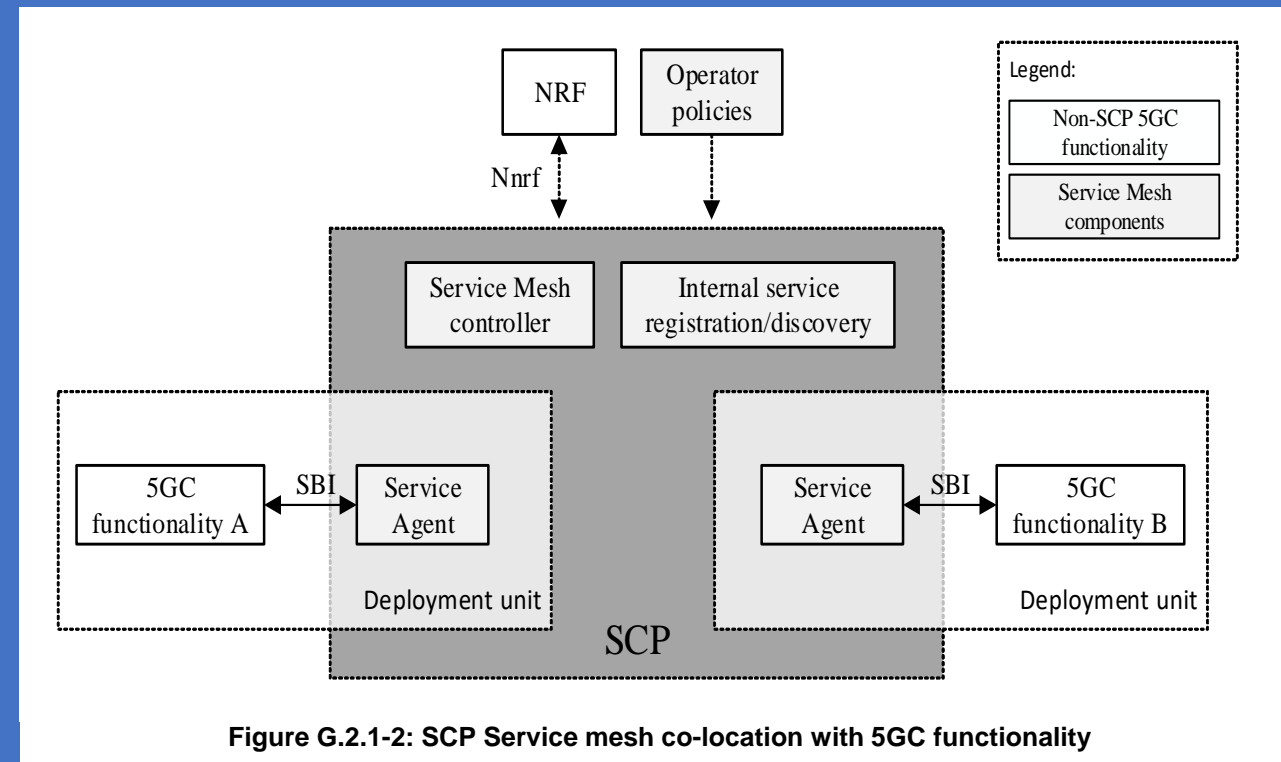 NRF
Operator
policies
Legend:
Non-SCP 5GC
functionality
Service Mesh
components
Nnrf
Service Mesh
controller
Internal service
registration/discovery
5GC
functionality A
SBI
Service
Agent
Deployment unit
Service
Agent
SBI
5GC
functionality B
Deployment unit
SCP
Figure G.2.1-2: SCP Service mesh co-location with 5GC functionality